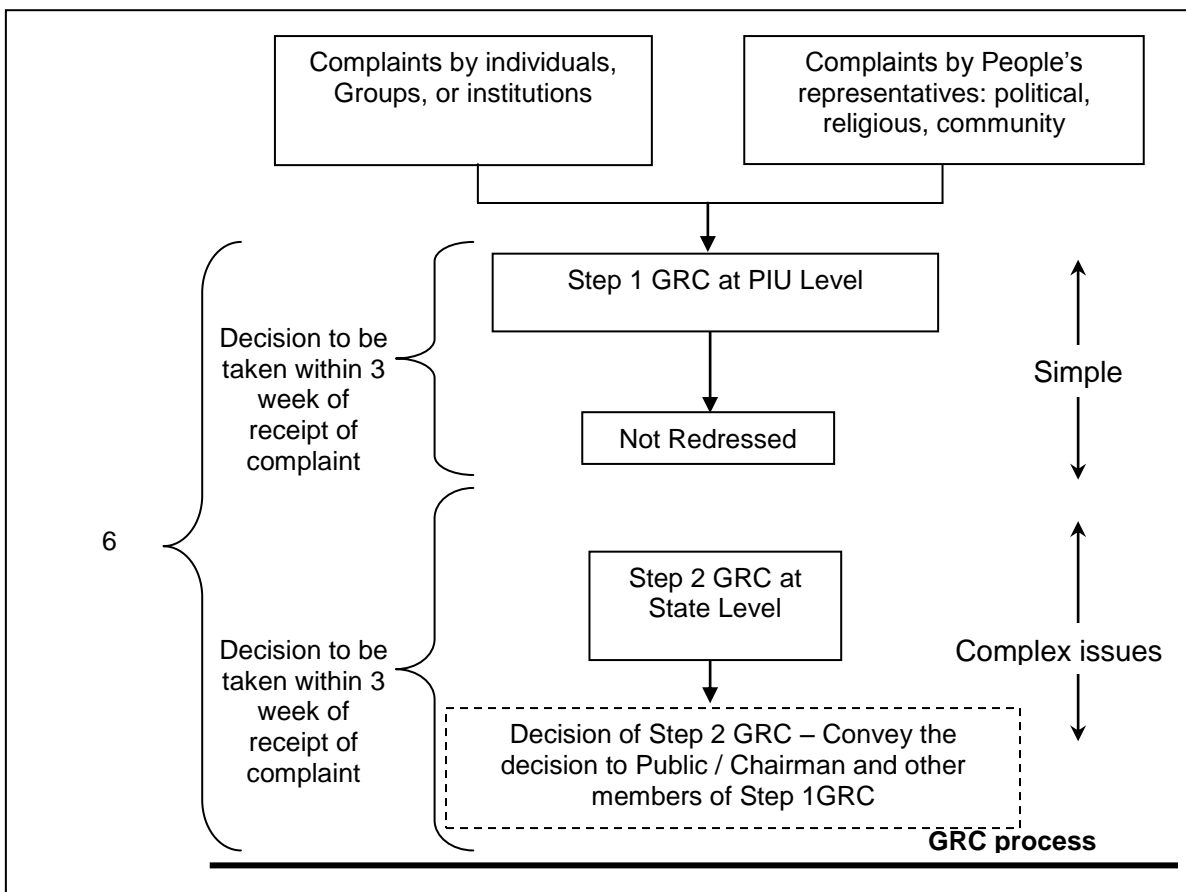 Complaints by individuals,
Groups, or institutions
Complaints by People's
representatives: political,
religious, community
Step 1 GRC at PIU Level
Decision to be
taken within 3
week of
receipt of
complaint
Simple
Not Redressed
6
Step 2 GRC at
State Level
Decision to be
taken within 3
week of
receipt of
complaint
Complex issues
Decision of Step 2 GRC – Convey the
decision to Public / Chairman and other
members of Step 1GRC
GRC process